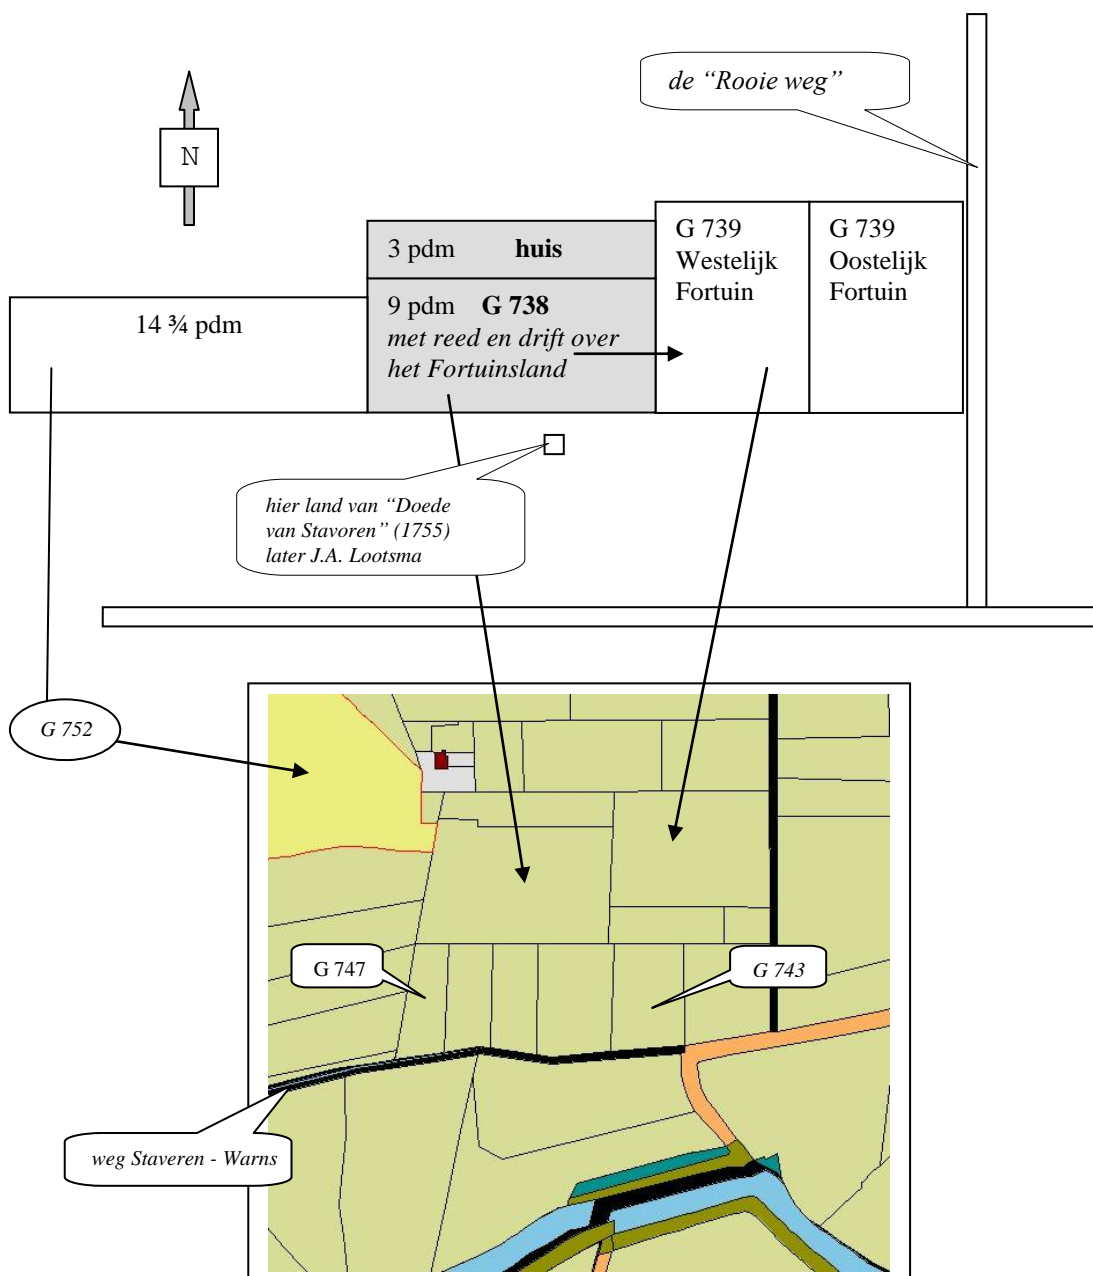 de “Rooie weg”
N
3 pdm huis
G 739
Westelijk
Fortuin
G 739
Oostelijk
Fortuin
14 ¾ pdm
9 pdm G 738
met reed en drift over
het Fortuinsland
hier land van “Doede
van Stavoren” (1755)
later J.A. Lootsma
G 752
G 747
G 743
weg Staveren - Warns